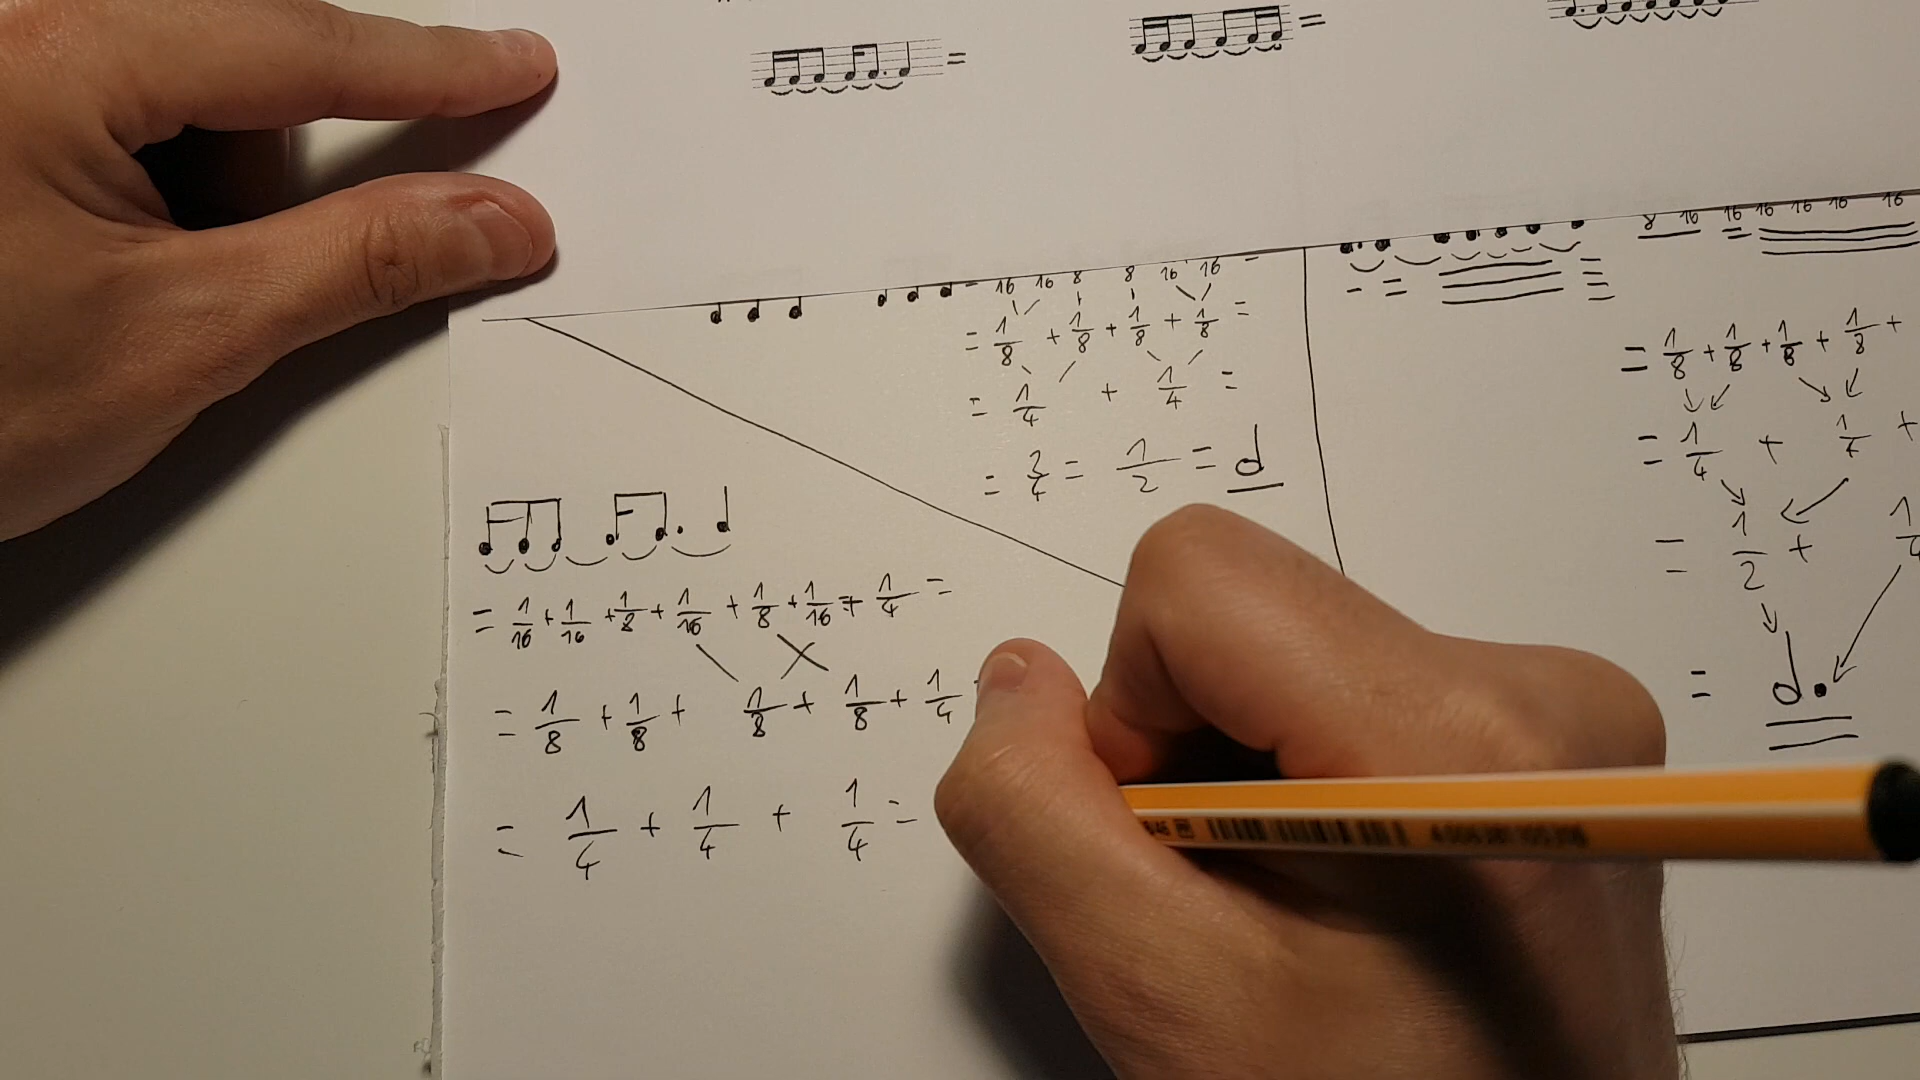 =
=
16 16 8 8 16 16 =
= 1/8 + 1/8 + 1/8 + 1/8 =
= 1/4 + 1/4 =
= 2/4 = 1/2 =
= 1/16 + 1/16 + 1/8 + 1/16 + 1/8 + 1/16 + 1/4 =
= 1/8 + 1/8 + 1/8 + 1/8 + 1/4
= 1/4 + 1/4 + 1/4 =
8 16 16 16 16 16 16
= 1/8 + 1/8 + 1/8 + 1/8 +
= 1/4 + 1/4 +
= 1/2 + 1/4
=